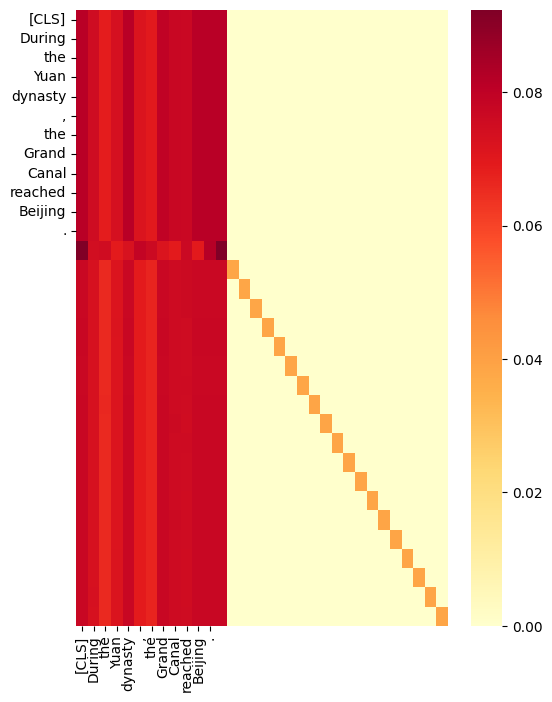 [CLS]
During
the
Yuan
dynasty
,
the
Grand
Canal
reached
Beijing
.
0.08
0.06
0.04
0.02
0.00
[CLS]
During
the
Yuan
dynasty
,
the
Grand
Canal
reached
Beijing
.